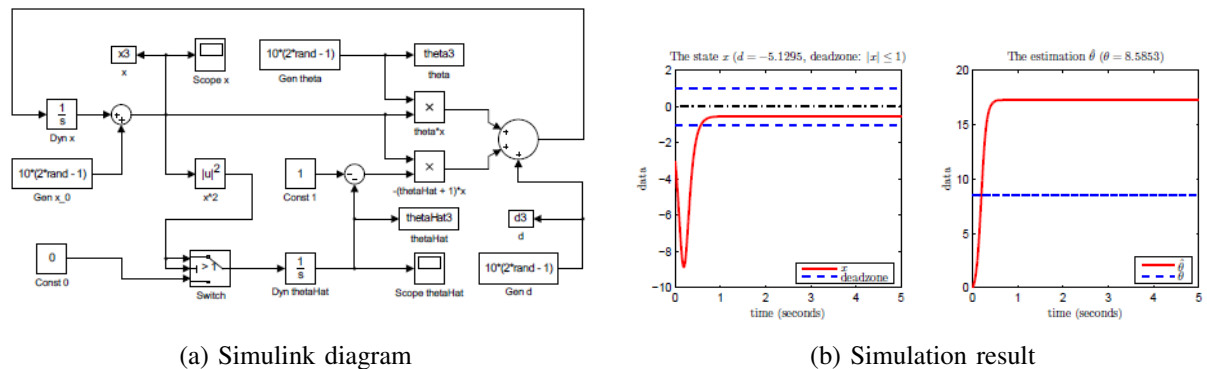 x3
x
Scope x
10*(2*rand - 1)
Gen theta
theta3
theta
1
s
Dyn x
+
+
×
theta*x
+
+
+
10*(2*rand - 1)
Gen x_0
|u|²
x^2
1
Const 1
−
−
×
-(thetaHat + 1)*x
thetaHat3
thetaHat
d3
d
0
Const 0
> 1
Switch
1
s
Dyn thetaHat
Scope thetaHat
10*(2*rand - 1)
Gen d
(a) Simulink diagram
The state x (d = −5.1295, deadzone: |x| ≤ 1)
2
0
−2
−4
−6
−8
−10
data
0 1 2 3 4 5
time (seconds)
x
deadzone
The estimation θ̂ (θ = 8.5853)
20
15
10
5
0
data
0 1 2 3 4 5
time (seconds)
θ̂
θ
(b) Simulation result